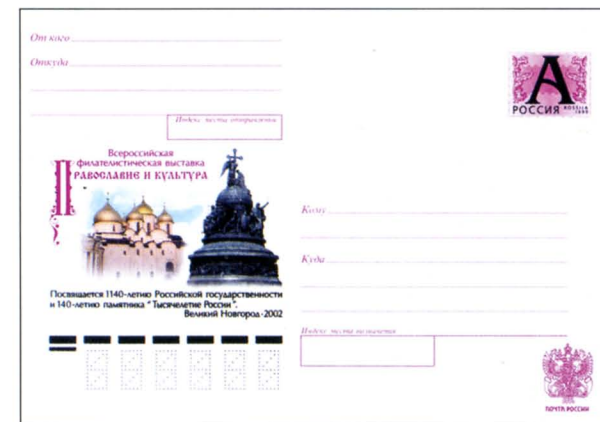 От кого
Откуда
Индекс места отправления
А
РОССИЯ ROSSIJA
Всероссийская
филателистическая выставка
ПРАВОСЛАВИЕ И КУЛЬТУРА
Посвящается 1140-летию Российской государственности
и 140-летию памятника "Тысячелетие России".
Великий Новгород-2002
Кому
Куда
Индекс места назначения
ПОЧТА РОССИИ